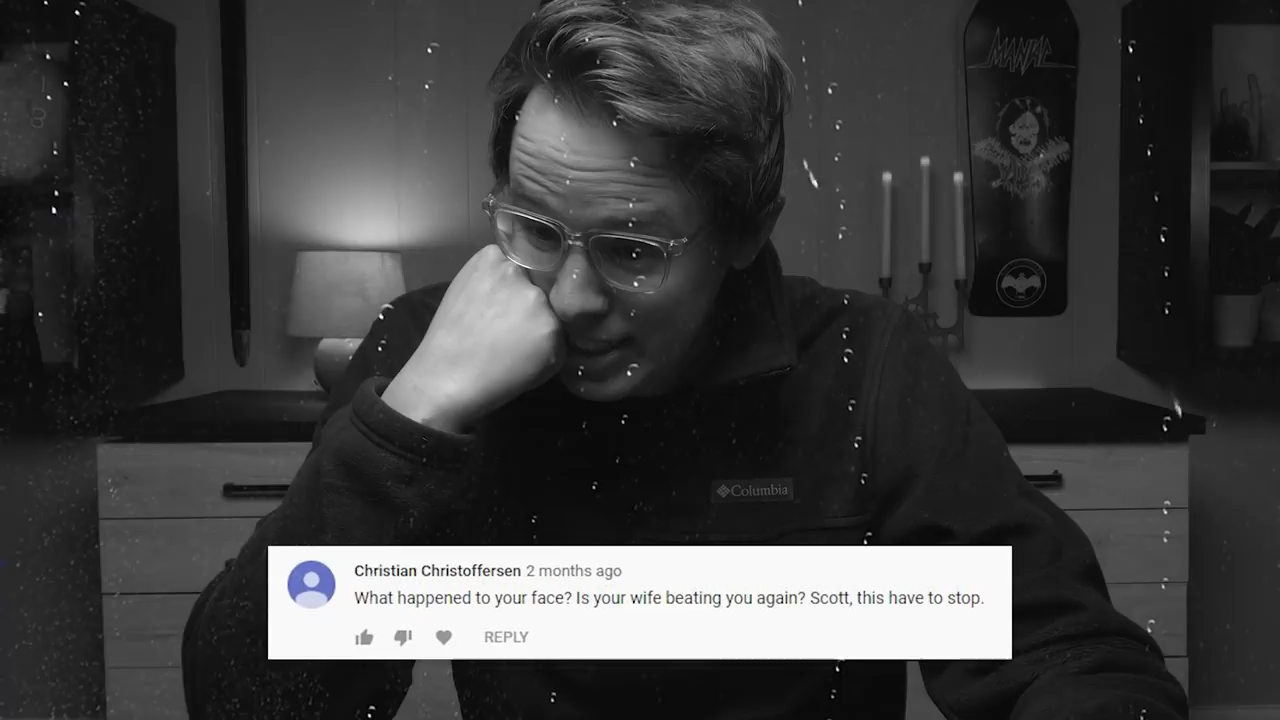 MANIAC
Columbia
Christian Christoffersen 2 months ago
What happened to your face? Is your wife beating you again? Scott, this have to stop.
REPLY